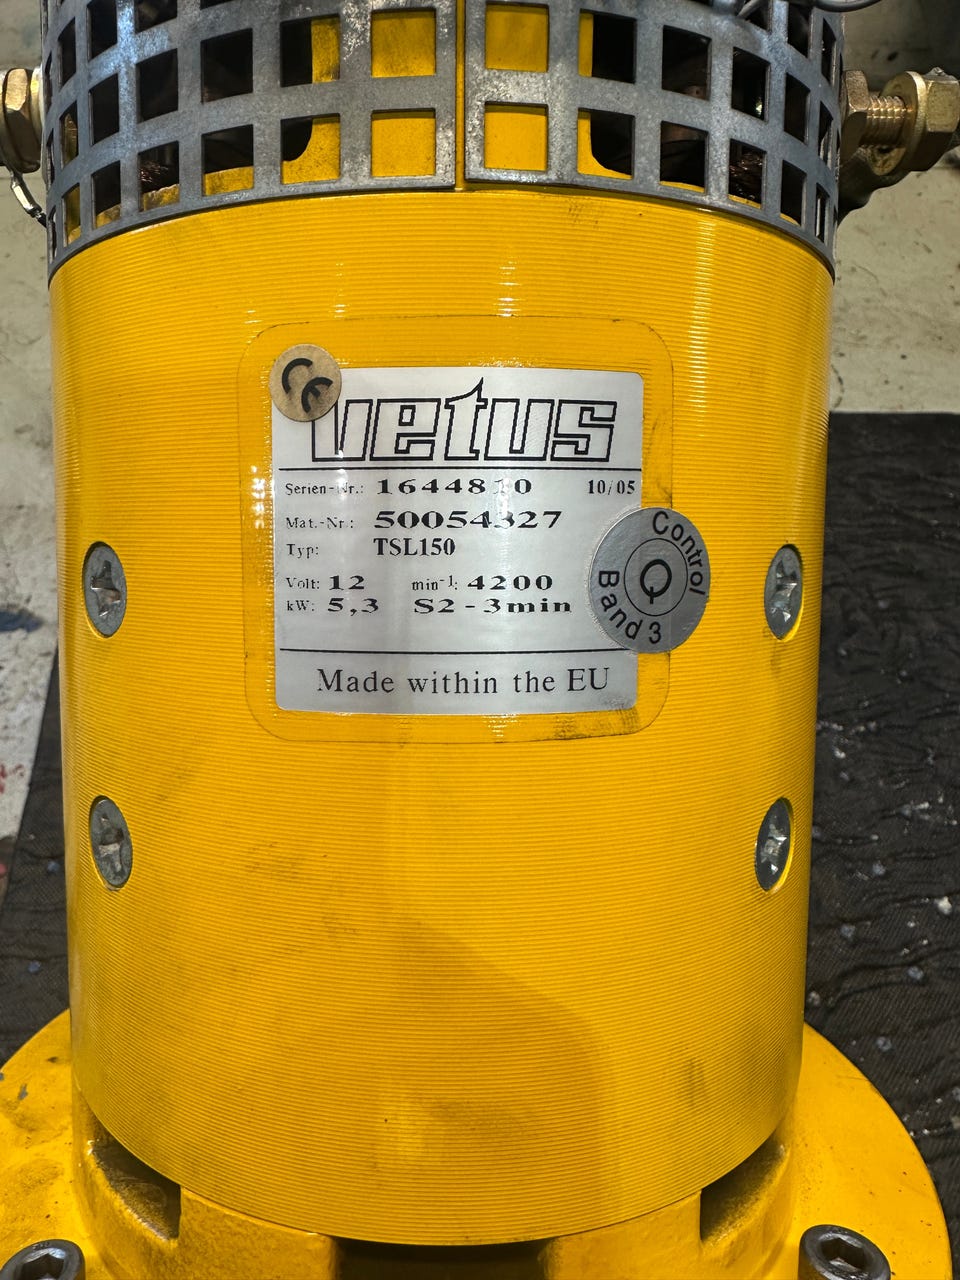 CE
vetus
Serien-Nr.: 1644810 10/05
Mat.-Nr.: 50054327
Typ: TSL150
Volt: 12 min-1: 4200
kW: 5,3 S2-3min
Made within the EU
Control
Q
Band 3